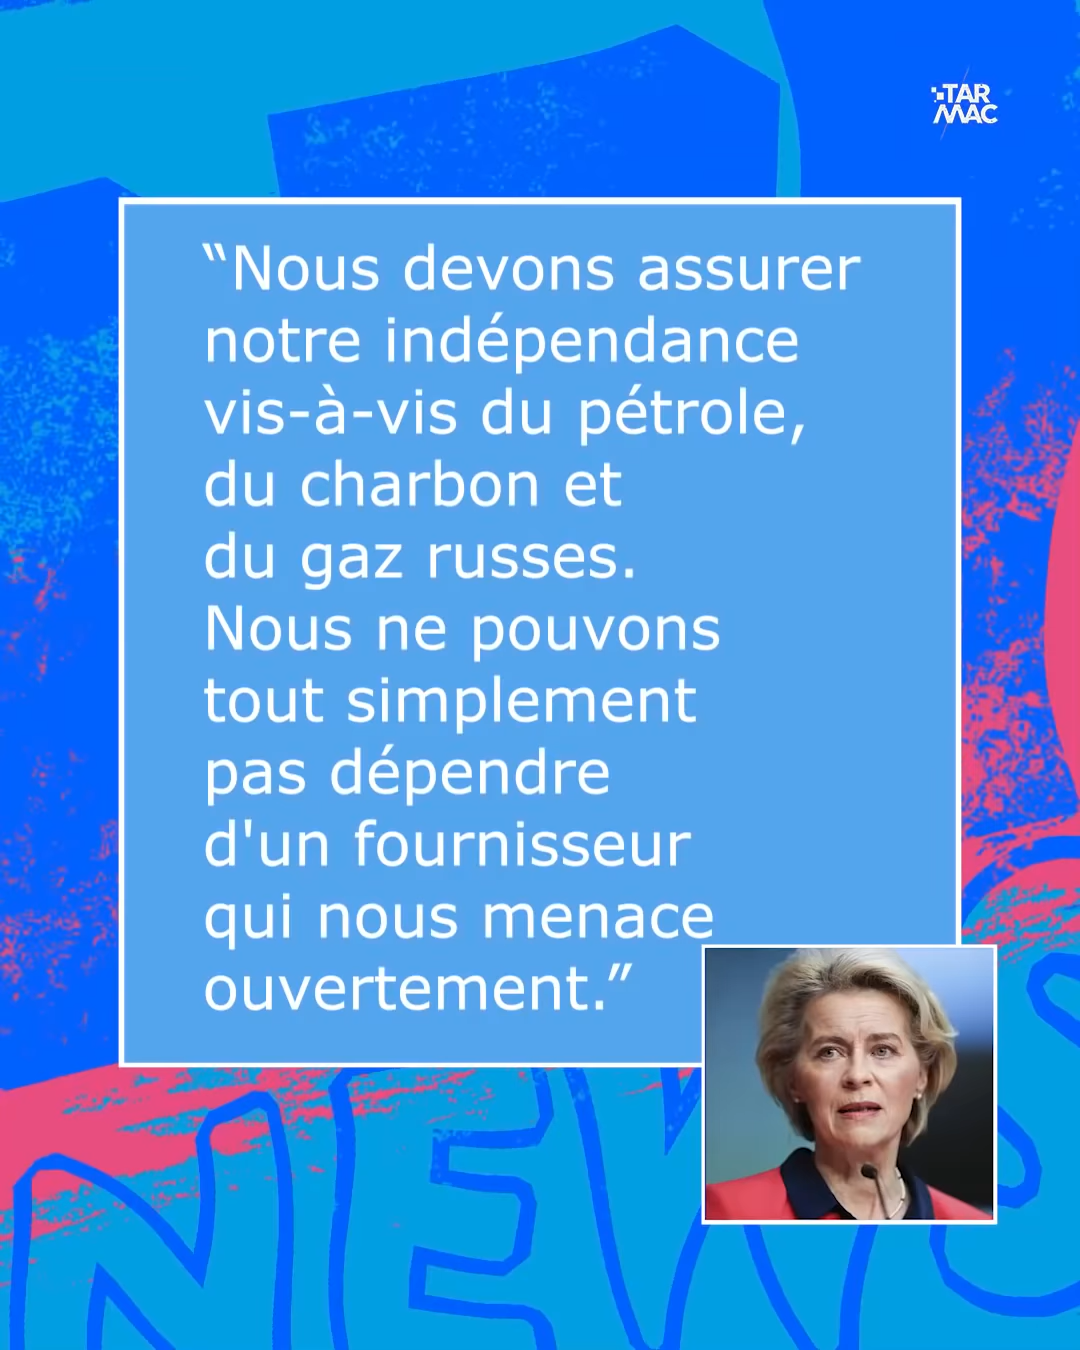 TAR
MAC
“Nous devons assurer
notre indépendance
vis-à-vis du pétrole,
du charbon et
du gaz russes.
Nous ne pouvons
tout simplement
pas dépendre
d'un fournisseur
qui nous menace
ouvertement.”
NEWS